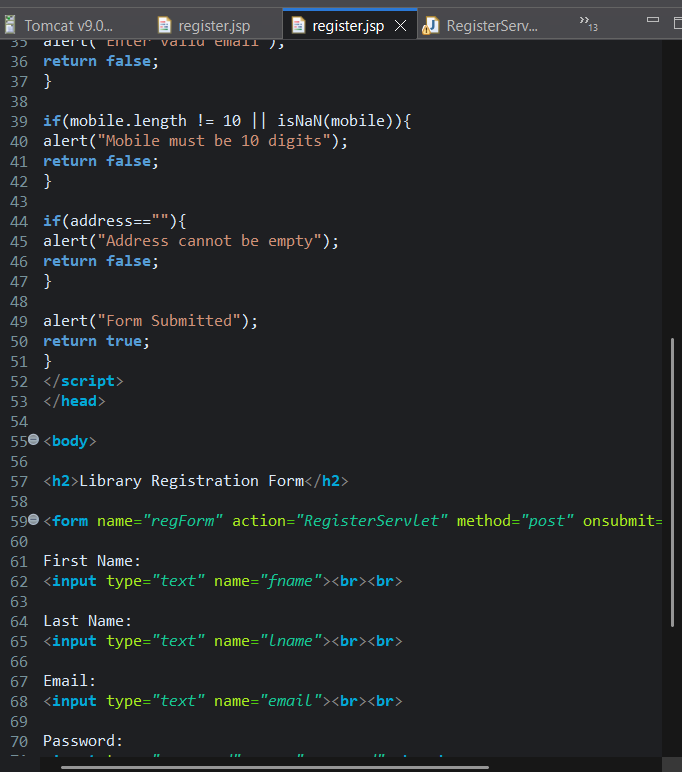 Tomcat v9.0... register.jsp register.jsp RegisterServ... 13
35 alert("Enter valid email");
36 return false;
37 }
38
39 if(mobile.length != 10 || isNaN(mobile)){
40 alert("Mobile must be 10 digits");
41 return false;
42 }
43
44 if(address==""){
45 alert("Address cannot be empty");
46 return false;
47 }
48
49 alert("Form Submitted");
50 return true;
51 }
52 </script>
53 </head>
54
55 <body>
56
57 <h2>Library Registration Form</h2>
58
59 <form name="regForm" action="RegisterServlet" method="post" onsubmit=
60
61 First Name:
62 <input type="text" name="fname"><br><br>
63
64 Last Name:
65 <input type="text" name="lname"><br><br>
66
67 Email:
68 <input type="text" name="email"><br><br>
69
70 Password: